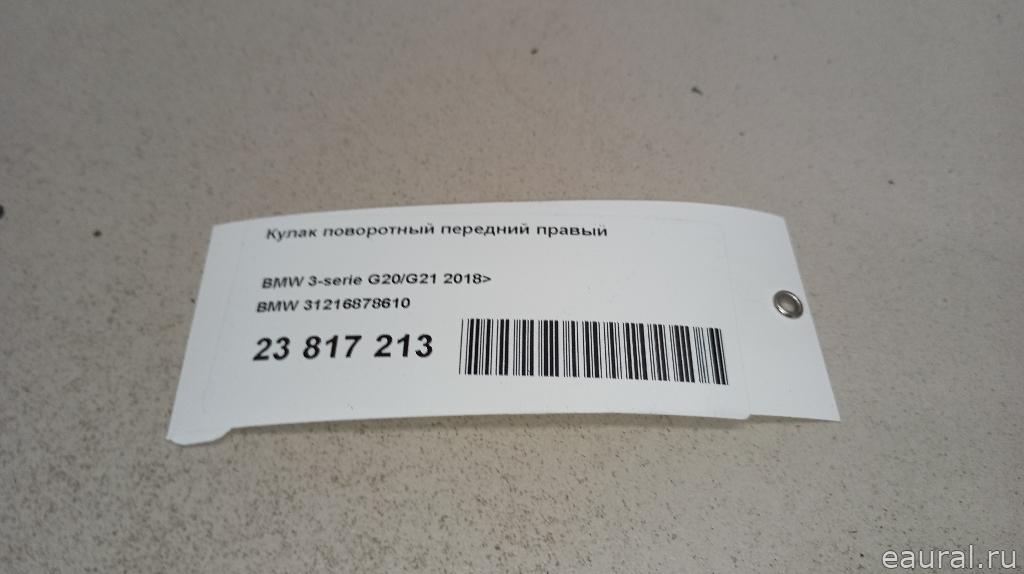 Кулак поворотный передний правый
BMW 3-serie G20/G21 2018>
BMW 31216878610
23 817 213
eaural.ru